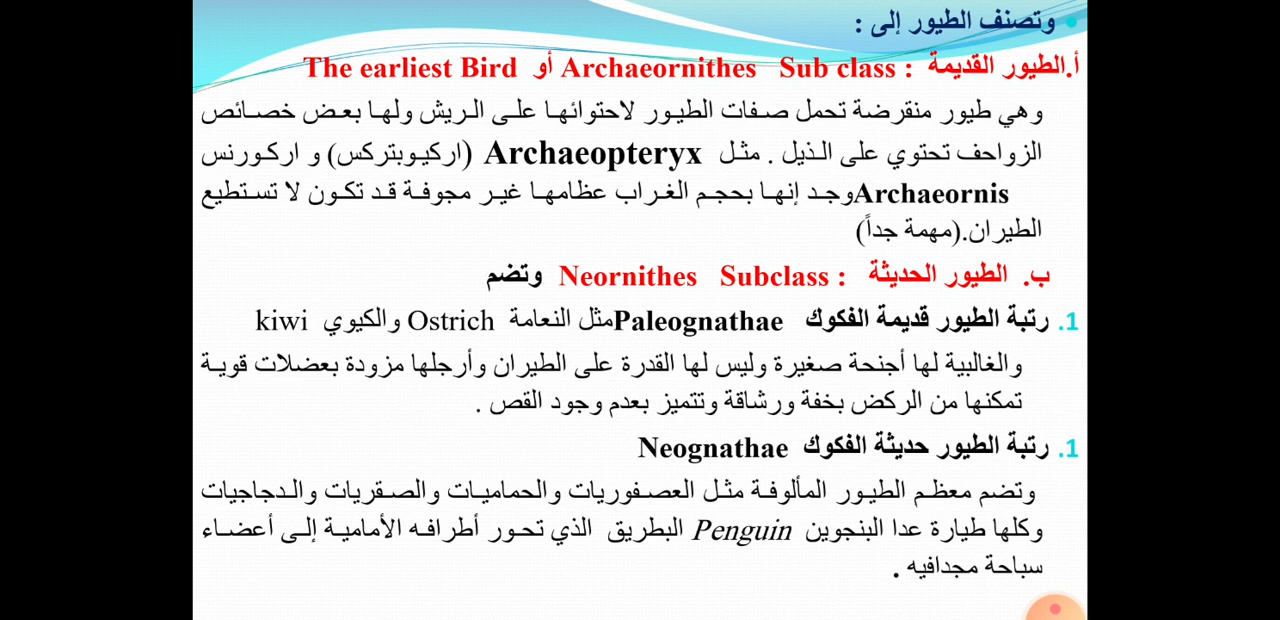 • وتصنف الطيور إلى :
أ.الطيور القديمة : Archaeornithes Sub class أو The earliest Bird
وهي طيور منقرضة تحمل صفات الطيور لاحتوائها على الريش ولها بعض خصائص
الزواحف تحتوي على الذيل . مثل Archaeopteryx (اركيوبتركس) و اركورنس
Archaeornisوجد إنها بحجم الغراب عظامها غير مجوفة قد تكون لا تستطيع
الطيران.(مهمة جداً)
ب. الطيور الحديثة : Neornithes Subclass وتضم
1. رتبة الطيور قديمة الفكوك Paleognathaeمثل النعامة Ostrich والكيوي kiwi
والغالبية لها أجنحة صغيرة وليس لها القدرة على الطيران وأرجلها مزودة بعضلات قوية
تمكنها من الركض بخفة ورشاقة وتتميز بعدم وجود القص .
1. رتبة الطيور حديثة الفكوك Neognathae
وتضم معظم الطيور المألوفة مثل العصفوريات والحماميات والصقريات والدجاجيات
وكلها طيارة عدا البنجوين Penguin البطريق الذي تحور أطرافه الأمامية إلى أعضاء
سباحة مجدافيه .